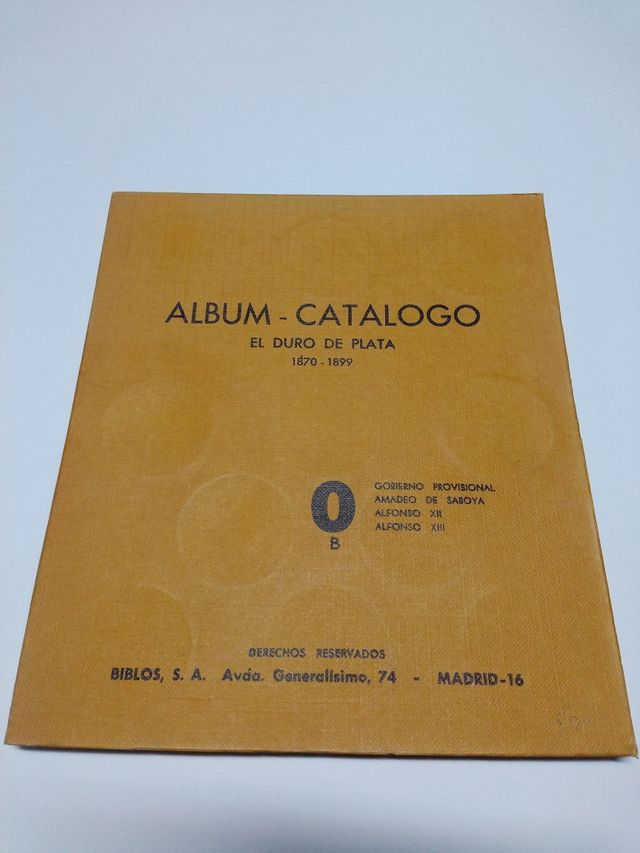 ALBUM - CATALOGO
EL DURO DE PLATA
1870 - 1899
0
B
GOBIERNO PROVISIONAL
AMADEO DE SABOYA
ALFONSO XII
ALFONSO XIII
DERECHOS RESERVADOS
BIBLOS, S. A. Avda. Generalísimo, 74 - MADRID-16